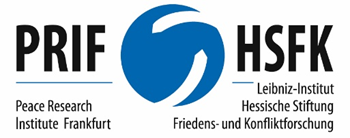 PRIF
Peace Research
Institute Frankfurt
HSFK
Leibniz-Institut
Hessische Stiftung
Friedens- und Konfliktforschung